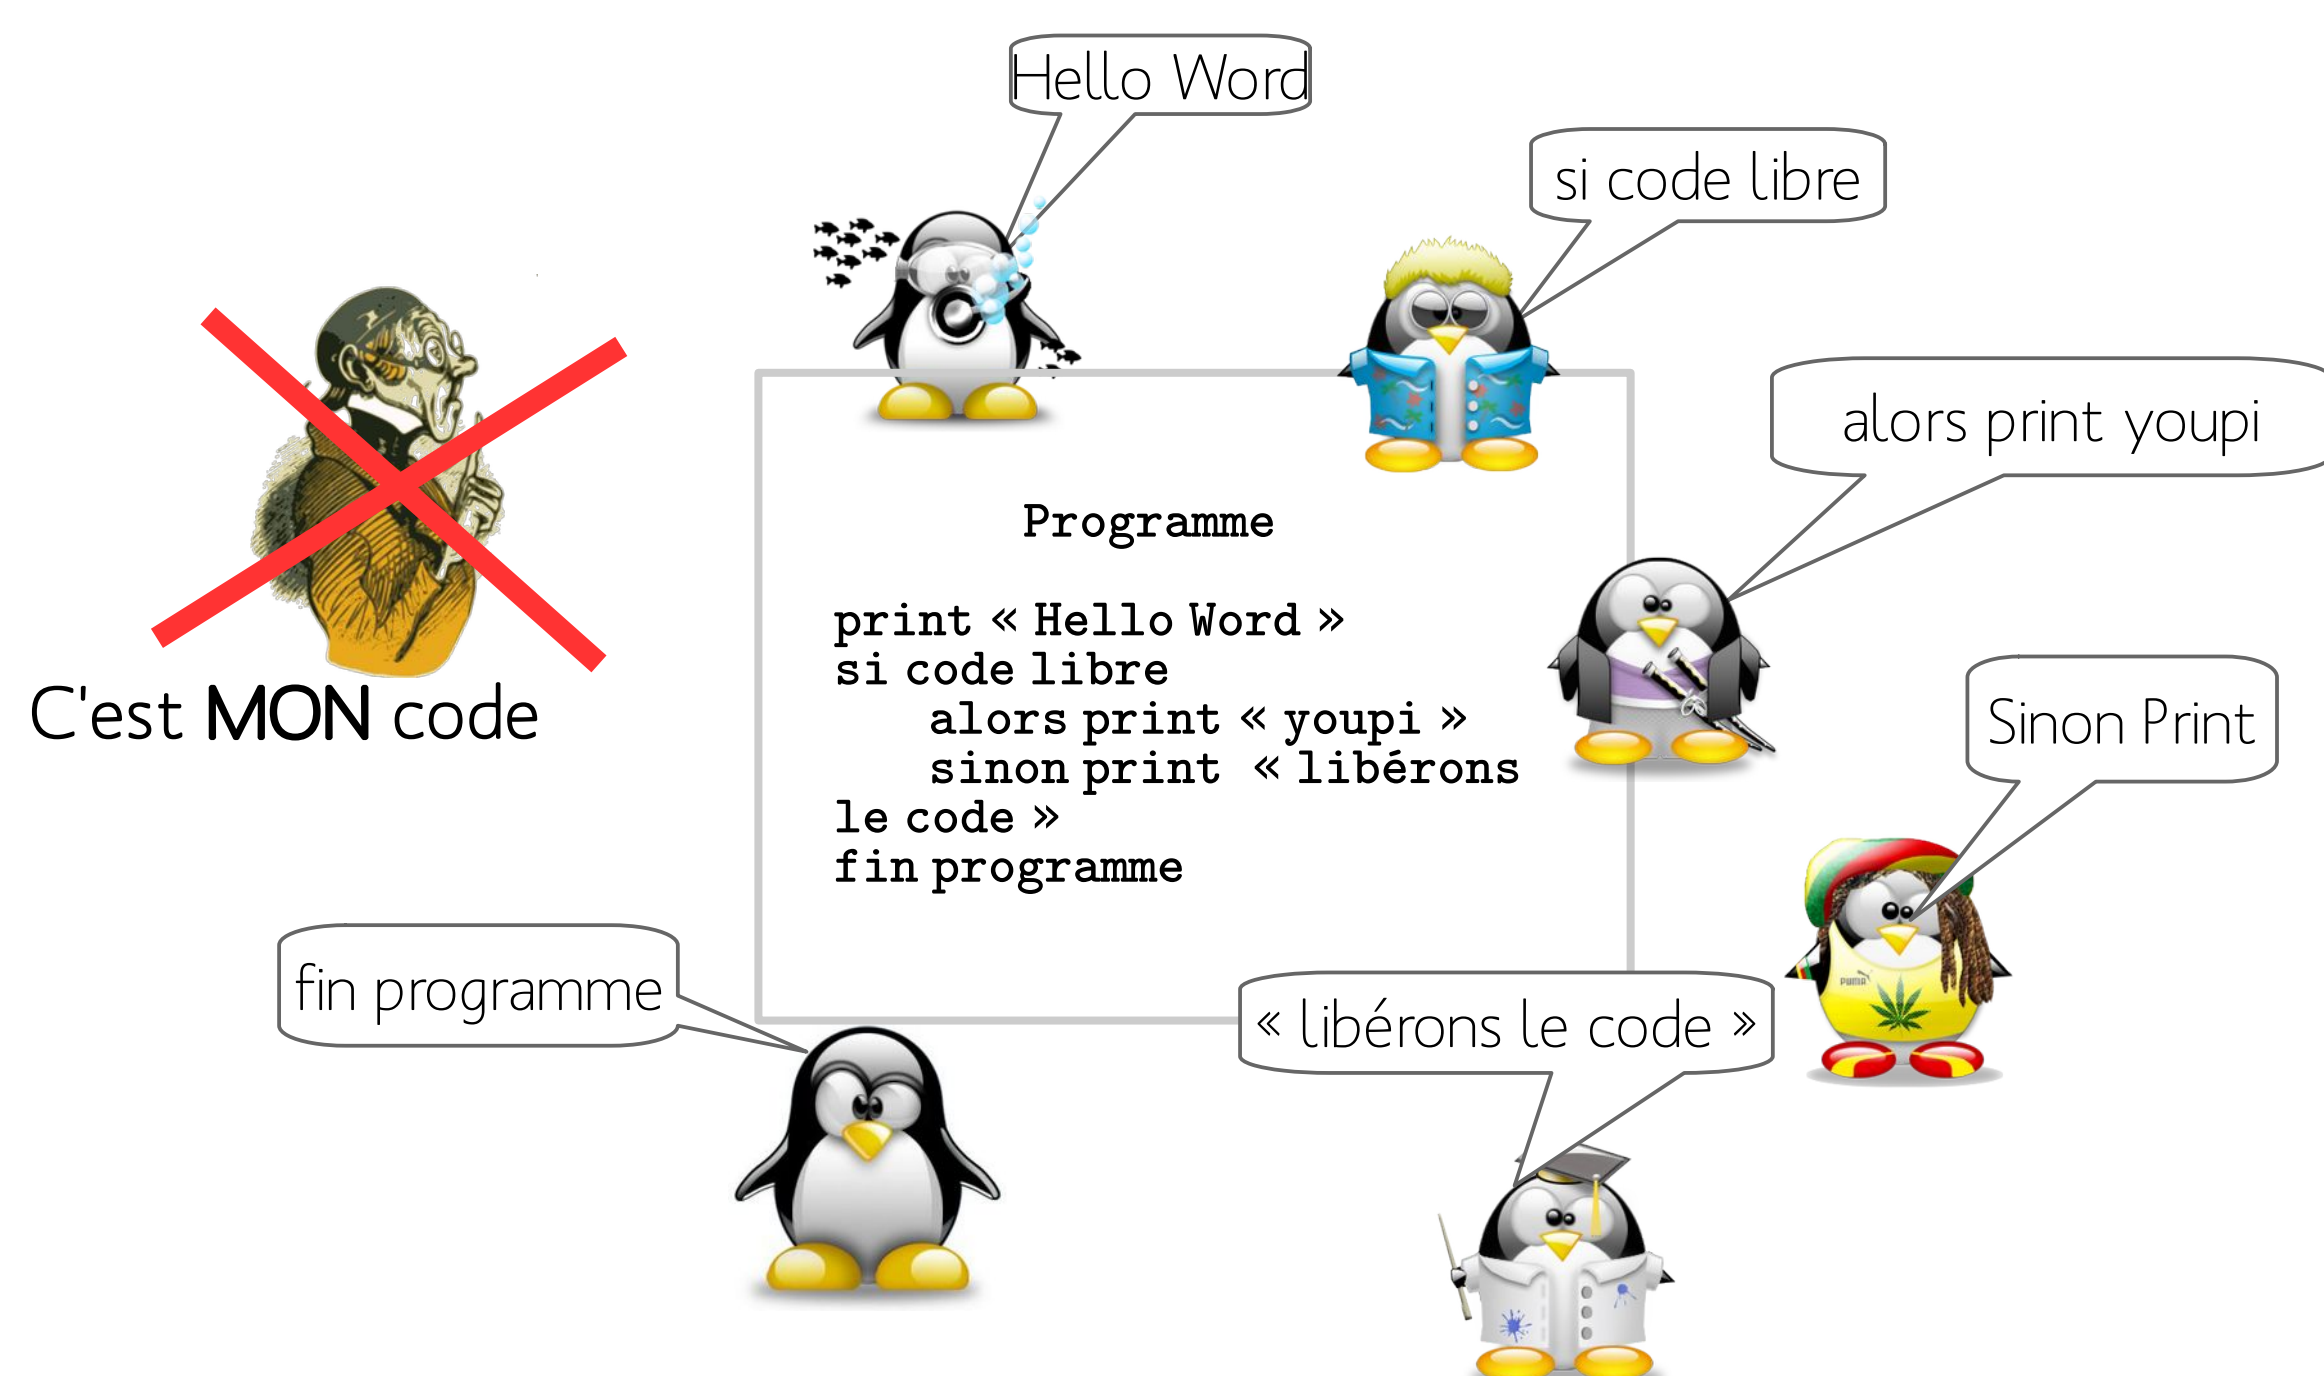 Hello Word
si code libre
alors print youpi
Programme
print « Hello Word »
si code libre
alors print « youpi »
sinon print « libérons
le code »
fin programme
C'est MON code
Sinon Print
PUMA
fin programme
« libérons le code »